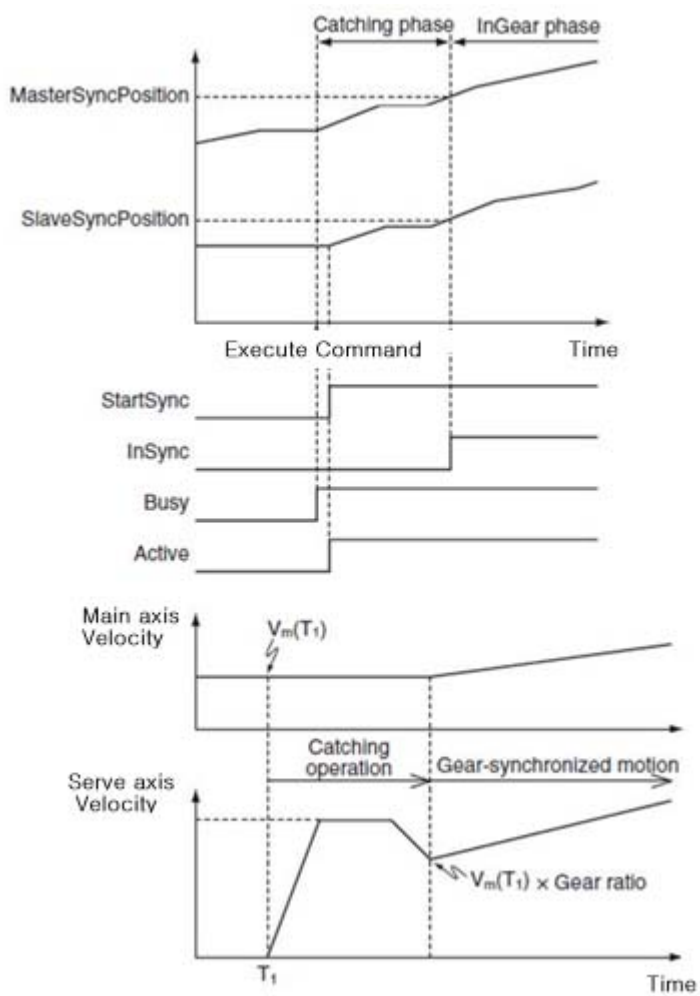 Catching phase
InGear phase
MasterSyncPosition
SlaveSyncPosition
Execute Command
Time
StartSync
InSync
Busy
Active
Main axis
Velocity
Vm(T1)
Catching
operation
Gear-synchronized motion
Serve axis
Velocity
Vm(T1) × Gear ratio
T1
Time